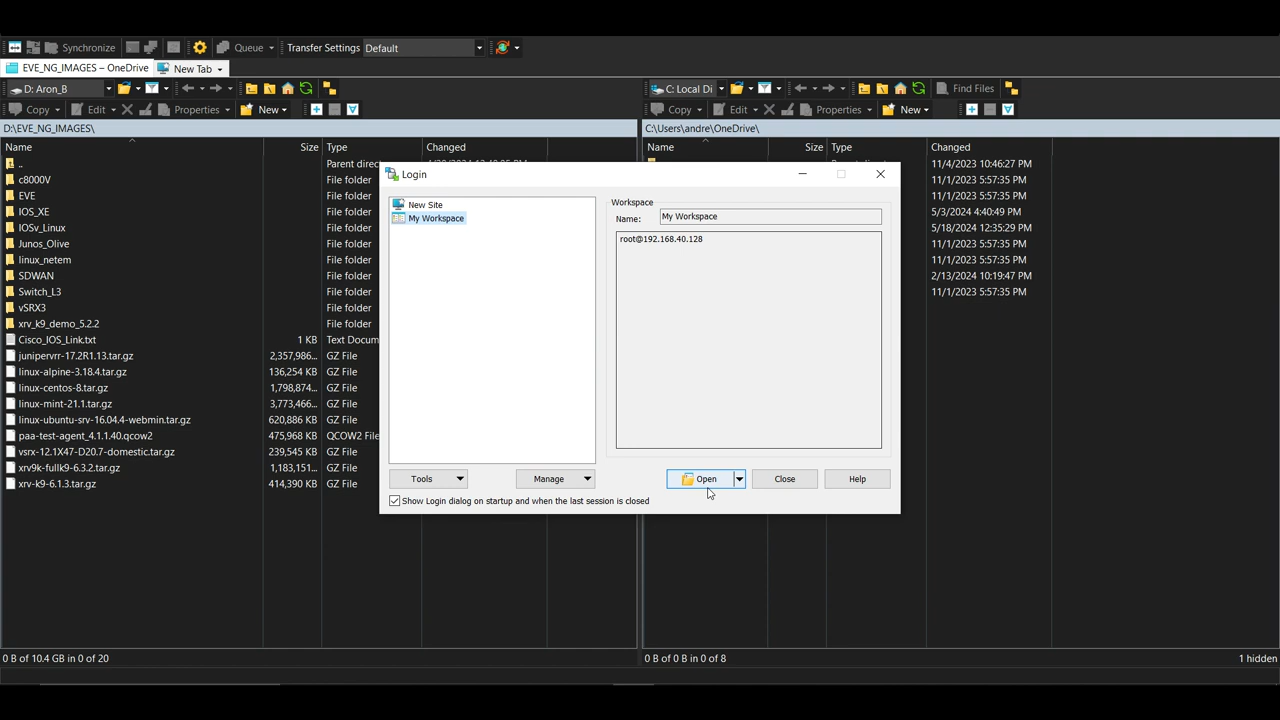 Synchronize Queue Transfer Settings Default
EVE_NG_IMAGES – OneDrive New Tab
D: Aron_B
C: Local Di Find Files
Copy Edit Properties New
Copy Edit Properties New
D:\EVE_NG_IMAGES\
C:\Users\andre\OneDrive\
Name Size Type Changed
..
Parent direc
c8000V File folder
EVE File folder
IOS_XE File folder
IOSv_Linux File folder
Junos_Olive File folder
linux_netem File folder
SDWAN File folder
Switch_L3 File folder
vSRX3 File folder
xrv_k9_demo_5.2.2 File folder
Cisco_IOS_Link.txt 1 KB Text Docum
junipervrr-17.2R1.13.tar.gz 2,357,986... GZ File
linux-alpine-3.18.4.tar.gz 136,254 KB GZ File
linux-centos-8.tar.gz 1,798,874... GZ File
linux-mint-21.1.tar.gz 3,773,466... GZ File
linux-ubuntu-srv-16.04.4-webmin.tar.gz 620,886 KB GZ File
paa-test-agent_4.1.1.40.qcow2 475,968 KB QCOW2 File
vsrx-12.1X47-D20.7-domestic.tar.gz 239,545 KB GZ File
xrv9k-fullk9-6.3.2.tar.gz 1,183,151... GZ File
xrv-k9-6.1.3.tar.gz 414,390 KB GZ File
Login
New Site
My Workspace
Workspace
Name: My Workspace
root@192.168.40.128
Tools Manage Open Close Help
Show Login dialog on startup and when the last session is closed
Name Size Type Changed
11/4/2023 10:46:27 PM
11/1/2023 5:57:35 PM
11/1/2023 5:57:35 PM
5/3/2024 4:40:49 PM
5/18/2024 12:35:29 PM
11/1/2023 5:57:35 PM
11/1/2023 5:57:35 PM
2/13/2024 10:19:47 PM
11/1/2023 5:57:35 PM
0 B of 10.4 GB in 0 of 20
0 B of 0 B in 0 of 8
1 hidden